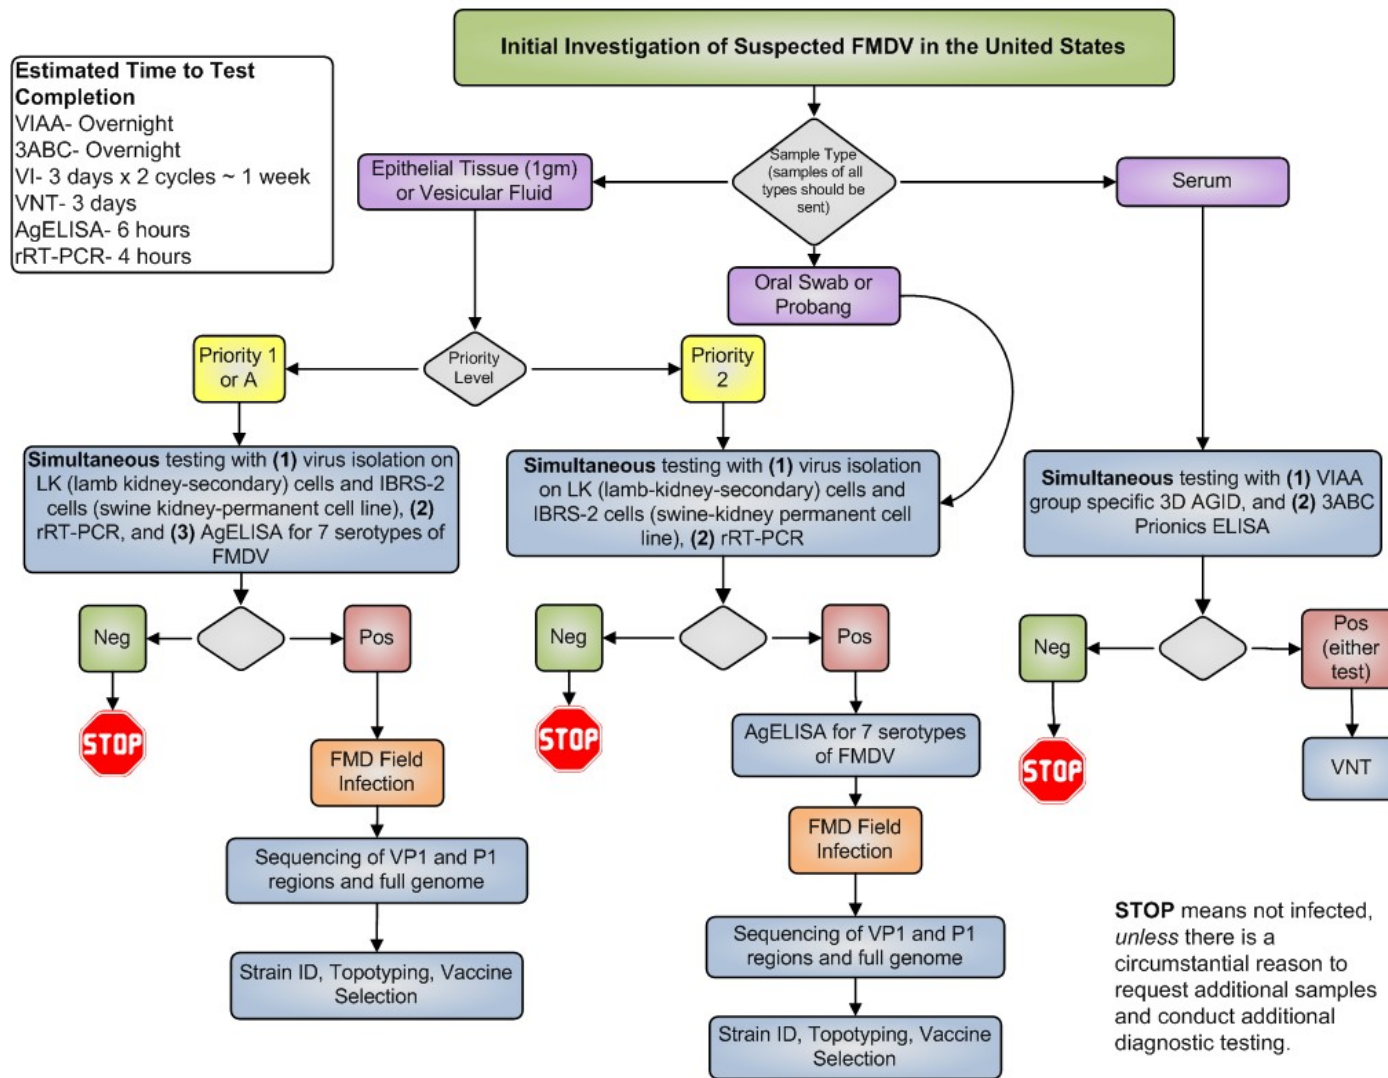 Initial Investigation of Suspected FMDV in the United States
Estimated Time to Test
Completion
VIAA- Overnight
3ABC- Overnight
VI- 3 days x 2 cycles ~ 1 week
VNT- 3 days
AgELISA- 6 hours
rRT-PCR- 4 hours
Sample Type
(samples of all
types should be
sent)
Epithelial Tissue (1gm)
or Vesicular Fluid
Serum
Oral Swab or
Probang
Priority
Level
Priority 1
or A
Priority
2
Simultaneous testing with (1) virus isolation on
LK (lamb kidney-secondary) cells and IBRS-2
cells (swine kidney-permanent cell line), (2)
rRT-PCR, and (3) AgELISA for 7 serotypes of
FMDV
Simultaneous testing with (1) virus isolation
on LK (lamb-kidney-secondary) cells and
IBRS-2 cells (swine-kidney permanent cell
line), (2) rRT-PCR
Simultaneous testing with (1) VIAA
group specific 3D AGID, and (2) 3ABC
Prionics ELISA
Neg
Pos
Neg
Pos
Neg
Pos
(either
test)
STOP
STOP
STOP
FMD Field
Infection
AgELISA for 7 serotypes
of FMDV
VNT
Sequencing of VP1 and P1
regions and full genome
FMD Field
Infection
Strain ID, Topotyping, Vaccine
Selection
Sequencing of VP1 and P1
regions and full genome
Strain ID, Topotyping, Vaccine
Selection
STOP means not infected,
unless there is a
circumstantial reason to
request additional samples
and conduct additional
diagnostic testing.